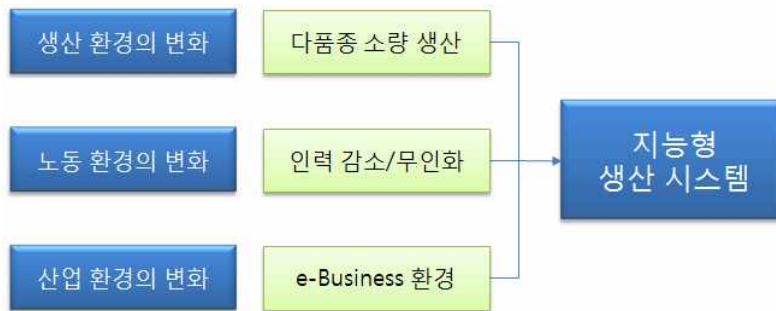 생산 환경의 변화
다품종 소량 생산
노동 환경의 변화
인력 감소/무인화
지능형
생산 시스템
산업 환경의 변화
e-Business 환경